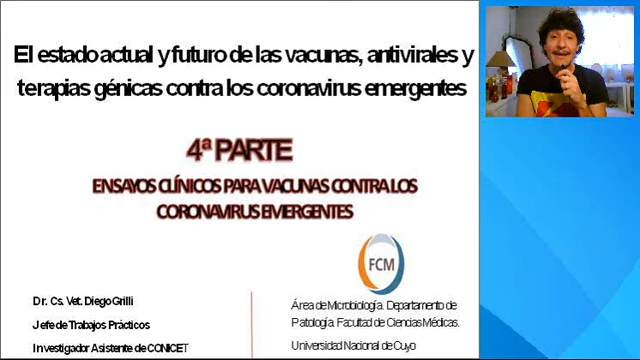 El estado actual y futuro de las vacunas, antivirales y
terapias génicas contra los coronavirus emergentes
4ª PARTE
ENSAYOS CLÍNICOS PARA VACUNAS CONTRA LOS
CORONAVIRUS EMERGENTES
FCM
Dr. Cs. Vet. Diego Grilli
Jefe de Trabajos Prácticos
Investigador Asistente de CONICET
Área de Microbiología. Departamento de
Patología. Facultad de Ciencias Médicas.
Universidad Nacional de Cuyo